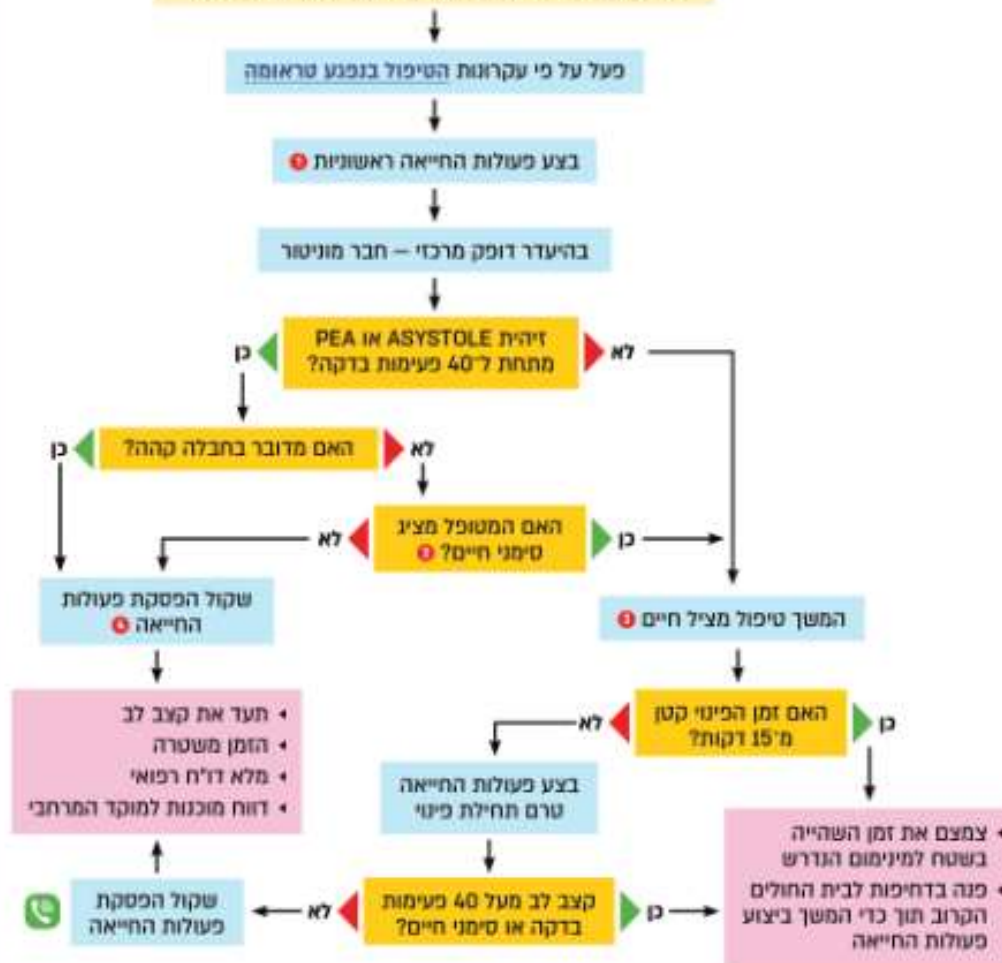 פעל על פי עקרונות הטיפול בנפגע טראומה
בצע פעולות החייאה ראשוניות 1
בהיעדר דופק מרכזי – חבר מוניטור
זיהית ASYSTOLE או PEA
מתחת ל־40 פעימות בדקה?
כן
לא
האם מדובר בחבלה קהה?
כן
לא
האם המטופל מציג
סימני חיים? 2
לא
כן
שקול הפסקת פעולות
החייאה 4
המשך טיפול מציל חיים 3
האם זמן הפינוי קטן
מ־15 דקות?
לא
כן
• תעד את קצב לב
• הזמן משטרה
• מלא דו"ח רפואי
• דווח מוכנות למוקד המרחבי
בצע פעולות החייאה
טרם תחילת פינוי
• צמצם את זמן השהייה
בשטח למינימום הנדרש
• פנה בדחיפות לבית החולים
הקרוב תוך כדי המשך ביצוע
פעולות החייאה
קצב לב מעל 40 פעימות
בדקה או סימני חיים?
לא
כן
שקול הפסקת
פעולות החייאה